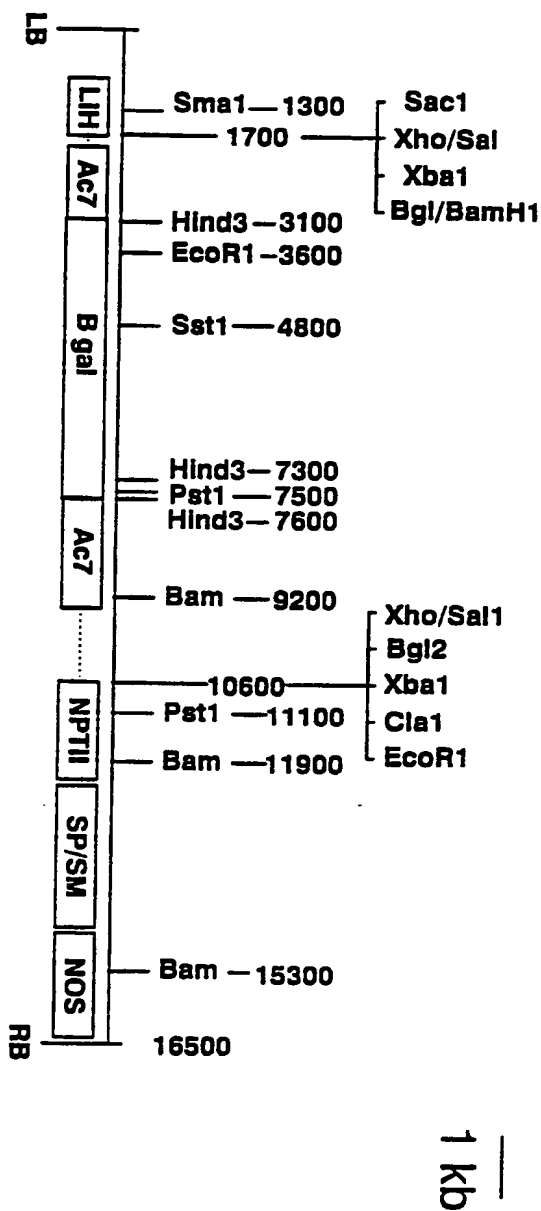 LB
LIH
Ac7
B gal
Ac7
NPTII
SP/SM
NOS
RB
Sma1—1300
1700
Sac1
Xho/Sal
Xba1
Bgl/BamH1
Hind3—3100
EcoR1—3600
Sst1—4800
Hind3—7300
Pst1—7500
Hind3—7600
Bam—9200
10600
Xho/Sal1
Bgl2
Xba1
Cla1
EcoR1
Pst1—11100
Bam—11900
Bam—15300
16500
1 kb